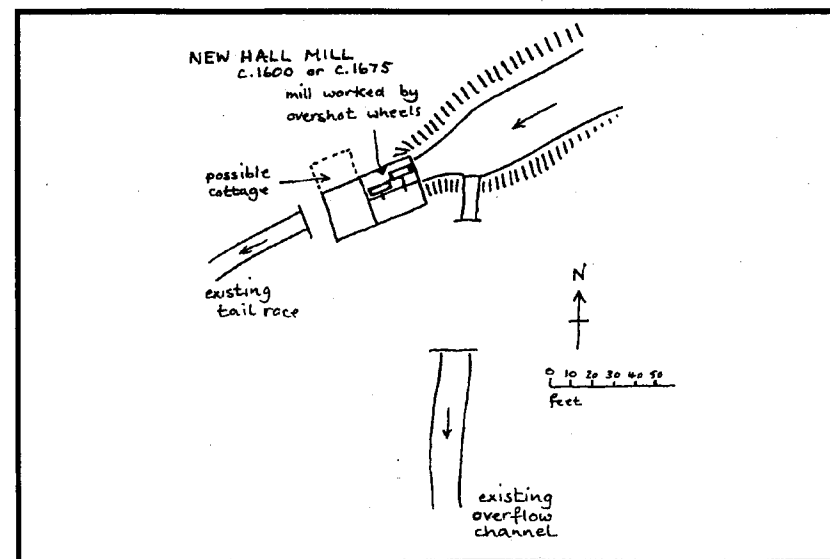 NEW HALL MILL
c.1600 or c.1675
mill worked by
overshot wheels
possible
cottage
existing
tail race
N
0 10 20 30 40 50
feet
existing
overflow
channel